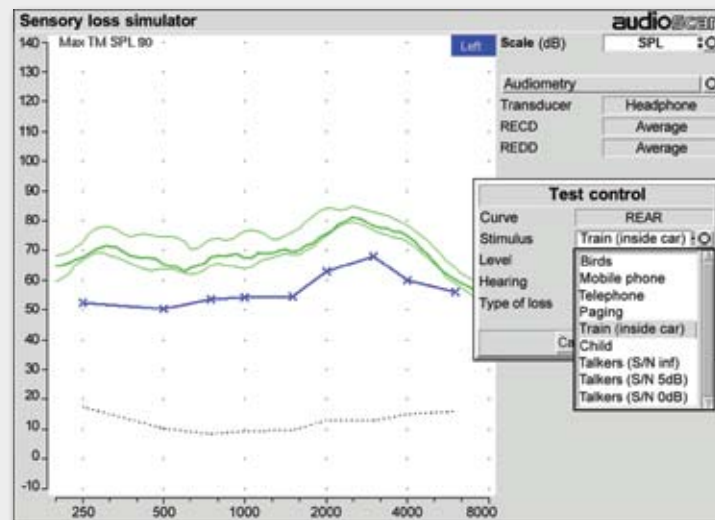 Sensory loss simulator
audioscan
Max TM SPL 90
Left
Scale (dB) SPL
Audiometry
Transducer Headphone
RECD Average
REDD Average
Test control
Curve REAR
Stimulus Train (inside car)
Level
Hearing
Type of loss
Ca
Birds
Mobile phone
Telephone
Paging
Train (inside car)
Child
Talkers (S/N inf)
Talkers (S/N 5dB)
Talkers (S/N 0dB)
140
130
120
110
100
90
80
70
60
50
40
30
20
10
0
-10
250 500 1000 2000 4000 8000